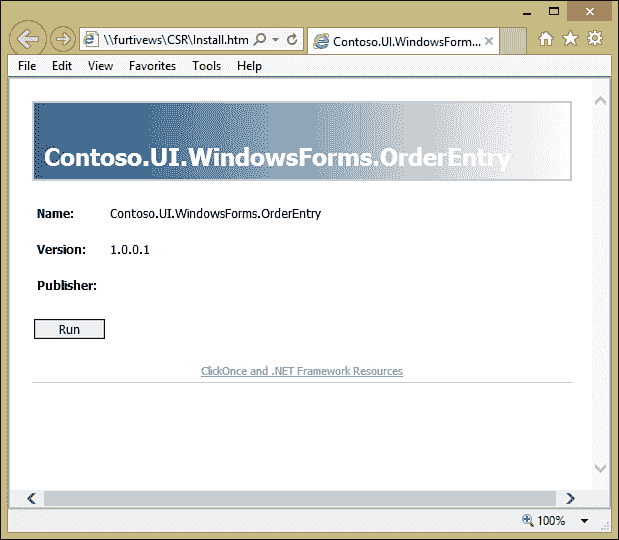 \\furtivews\CSR\Install.htm
Contoso.UI.WindowsForm...
File Edit View Favorites Tools Help
Contoso.UI.WindowsForms.OrderEntry
Name: Contoso.UI.WindowsForms.OrderEntry
Version: 1.0.0.1
Publisher:
Run
ClickOnce and .NET Framework Resources
100%